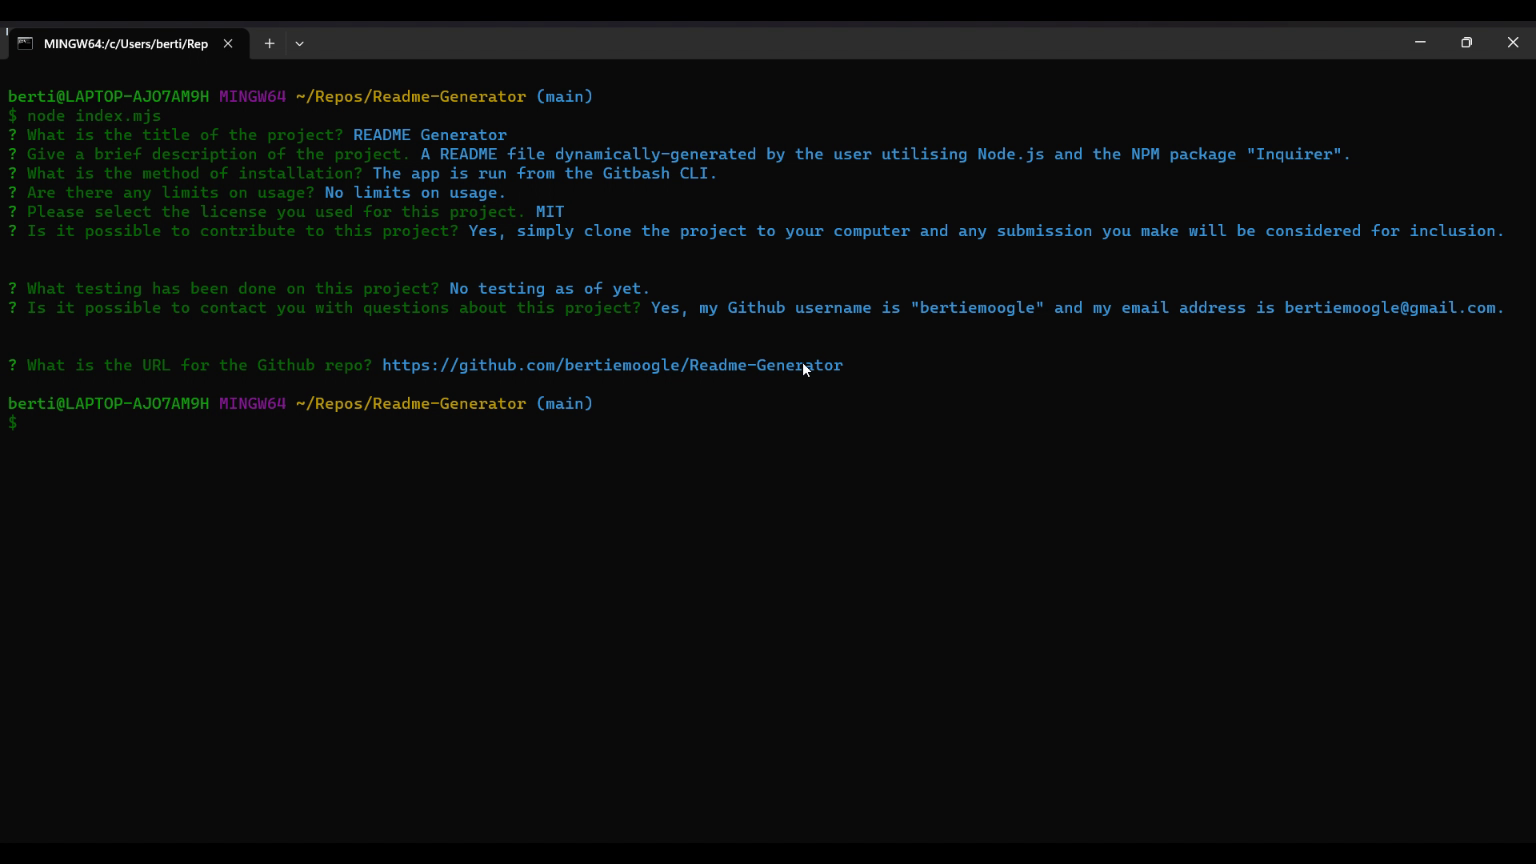 MINGW64:/c/Users/berti/Rep
berti@LAPTOP-AJO7AM9H MINGW64 ~/Repos/Readme-Generator (main)
$ node index.mjs
? What is the title of the project? README Generator
? Give a brief description of the project. A README file dynamically-generated by the user utilising Node.js and the NPM package "Inquirer".
? What is the method of installation? The app is run from the Gitbash CLI.
? Are there any limits on usage? No limits on usage.
? Please select the license you used for this project. MIT
? Is it possible to contribute to this project? Yes, simply clone the project to your computer and any submission you make will be considered for inclusion.
? What testing has been done on this project? No testing as of yet.
? Is it possible to contact you with questions about this project? Yes, my Github username is "bertiemoogle" and my email address is bertiemoogle@gmail.com.
? What is the URL for the Github repo? https://github.com/bertiemoogle/Readme-Generator
berti@LAPTOP-AJO7AM9H MINGW64 ~/Repos/Readme-Generator (main)
$